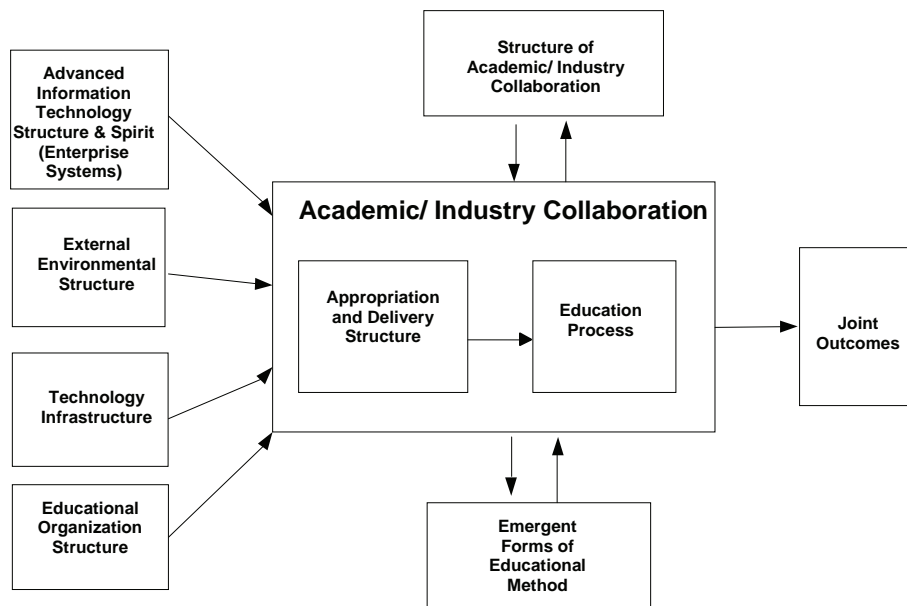 Advanced
Information
Technology
Structure & Spirit
(Enterprise
Systems)
External
Environmental
Structure
Technology
Infrastructure
Educational
Organization
Structure
Structure of
Academic/ Industry
Collaboration
Academic/ Industry Collaboration
Appropriation
and Delivery
Structure
Education
Process
Emergent
Forms of
Educational
Method
Joint
Outcomes